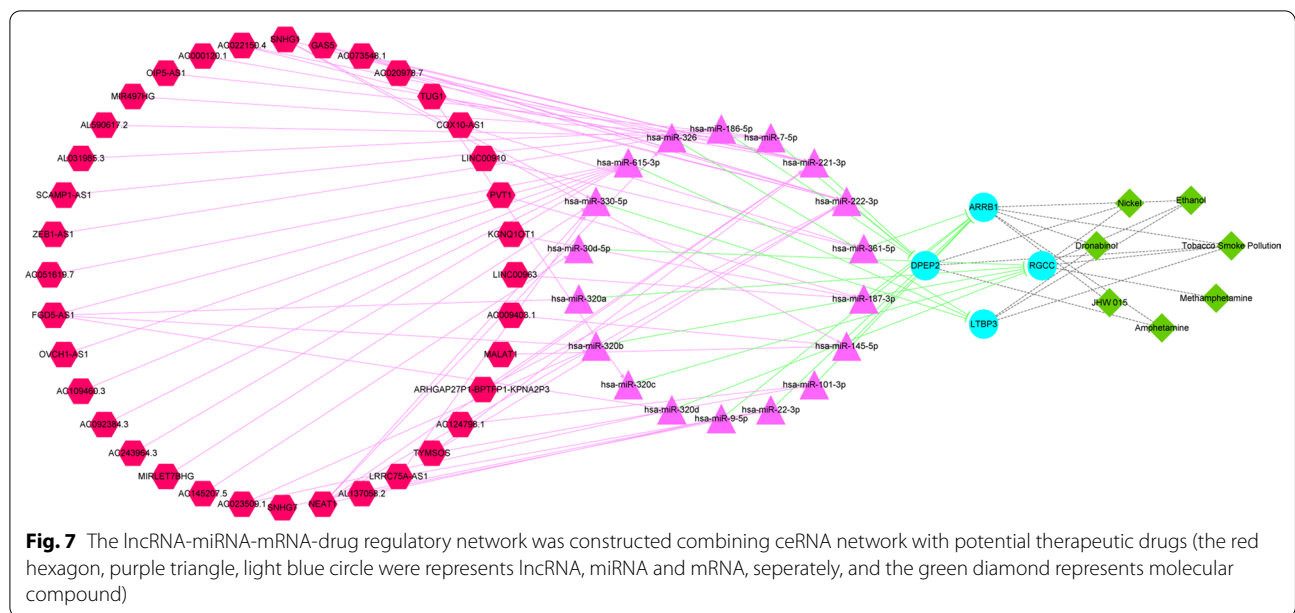 SNHG1
GAS5
AC022150.4
AC073548.1
AC000120.1
AC020978.7
OIP5-AS1
TUG1
MIR497HG
COX10-AS1
AL590617.2
LINC00910
AL031985.3
PVT1
SCAMP1-AS1
KCNQ1OT1
ZEB1-AS1
LINC00963
AC051619.7
AC009403.1
FGD5-AS1
MALAT1
OVCH1-AS1
ARHGAP27P1-BPTFP1-KPNA2P3
AC109460.3
AC124798.1
AC092384.3
TYMSOS
AC243964.3
LRRC75A-AS1
MIRLET7BHG
AL137058.2
AC145207.5
NEAT1
AC023509.1
SNHG7
hsa-miR-186-5p
hsa-miR-326
hsa-miR-7-5p
hsa-miR-615-3p
hsa-miR-221-3p
hsa-miR-330-5p
hsa-miR-222-3p
hsa-miR-30d-5p
hsa-miR-361-5p
hsa-miR-320a
hsa-miR-187-3p
hsa-miR-320b
hsa-miR-145-5p
hsa-miR-320c
hsa-miR-101-3p
hsa-miR-320d
hsa-miR-22-3p
hsa-miR-9-5p
ARRB1
DPEP2
RGCC
LTBP3
Nickel
Ethanol
Dronabinol
Tobacco Smoke Pollution
JHW 015
Methamphetamine
Amphetamine
Fig. 7 The lncRNA-miRNA-mRNA-drug regulatory network was constructed combining ceRNA network with potential therapeutic drugs (the red
hexagon, purple triangle, light blue circle were represents lncRNA, miRNA and mRNA, seperately, and the green diamond represents molecular
compound)